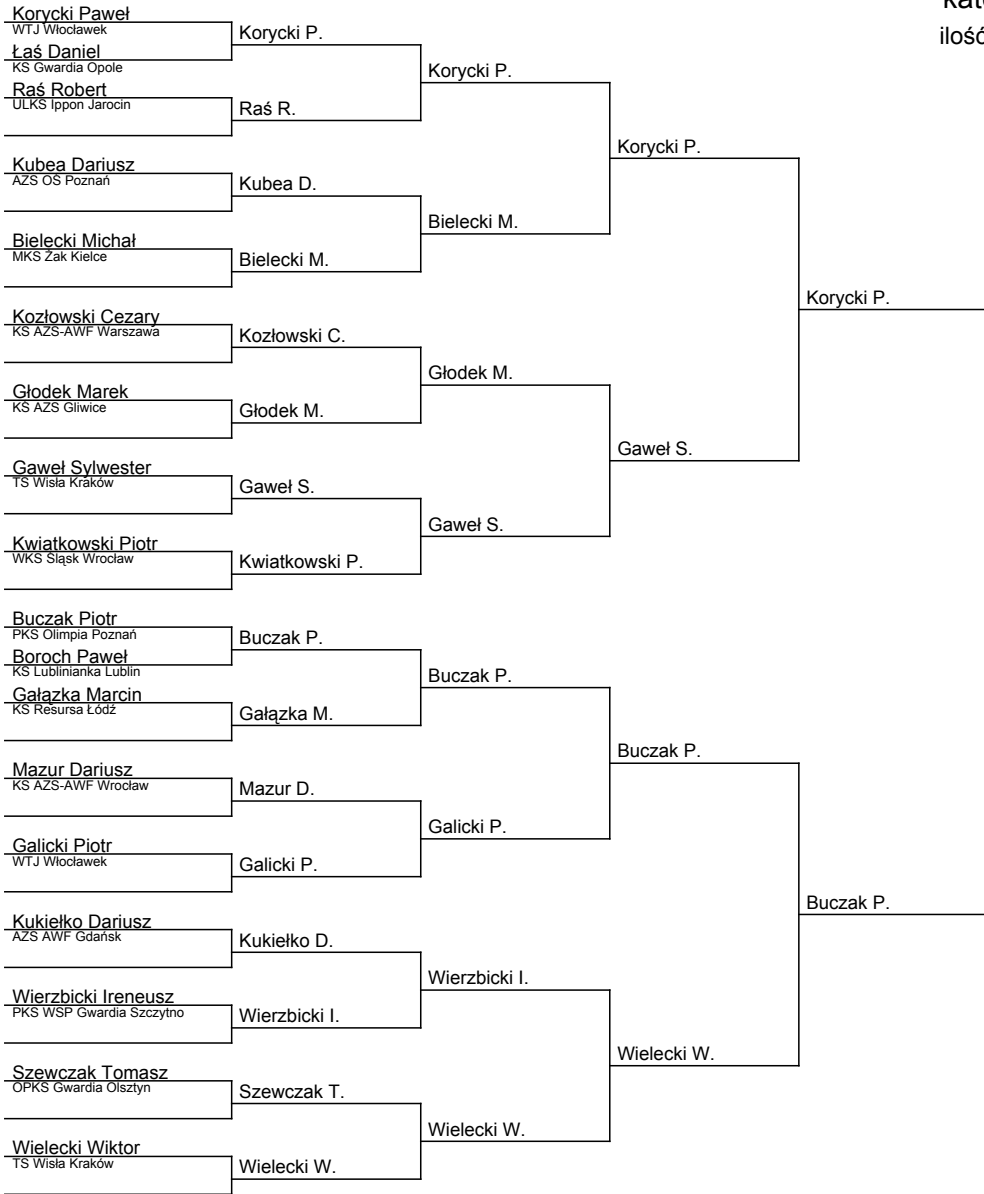 Korycki Paweł
WTJ Włocławek
Łaś Daniel
KS Gwardia Opole
Raś Robert
ULKS Ippon Jarocin
Kubea Dariusz
AZS OŚ Poznań
Bielecki Michał
MKS Żak Kielce
Kozłowski Cezary
KS AZS-AWF Warszawa
Głodek Marek
KS AZS Gliwice
Gaweł Sylwester
TS Wisła Kraków
Kwiatkowski Piotr
WKS Śląsk Wrocław
Buczak Piotr
PKS Olimpia Poznań
Boroch Paweł
KS Lublinianka Lublin
Gałązka Marcin
KS Resursa Łódź
Mazur Dariusz
KS AZS-AWF Wrocław
Galicki Piotr
WTJ Włocławek
Kukiełko Dariusz
AZS AWF Gdańsk
Wierzbicki Ireneusz
PKS WSP Gwardia Szczytno
Szewczak Tomasz
OPKS Gwardia Olsztyn
Wielecki Wiktor
TS Wisła Kraków
Korycki P.
Raś R.
Kubea D.
Bielecki M.
Kozłowski C.
Głodek M.
Gaweł S.
Kwiatkowski P.
Buczak P.
Gałązka M.
Mazur D.
Galicki P.
Kukiełko D.
Wierzbicki I.
Szewczak T.
Wielecki W.
Korycki P.
Bielecki M.
Głodek M.
Gaweł S.
Buczak P.
Galicki P.
Wierzbicki I.
Wielecki W.
Korycki P.
Gaweł S.
Buczak P.
Wielecki W.
Korycki P.
Buczak P.
ilość